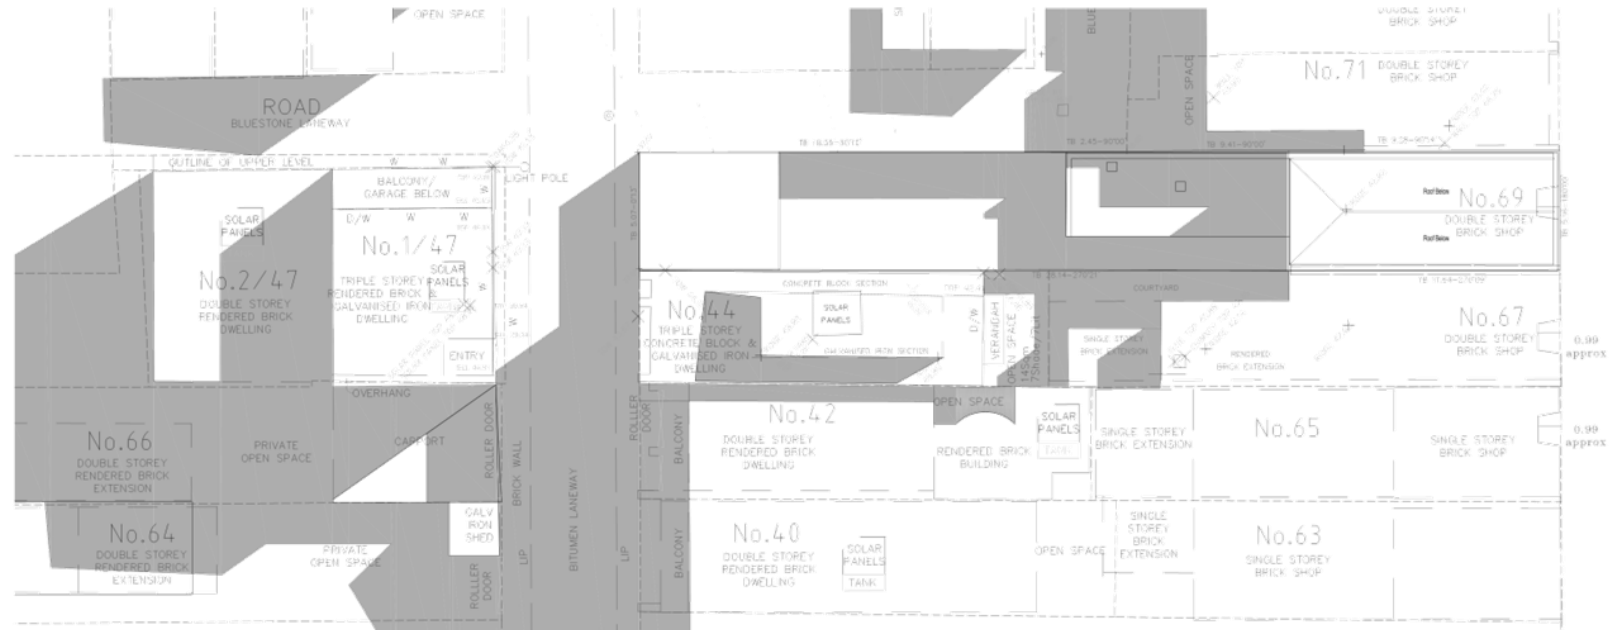 OPEN SPACE
BLUE
DOUBLE STOREY
BRICK SHOP
No.71
DOUBLE STOREY
BRICK SHOP
OPEN SPACE
ROAD
BLUESTONE LANEWAY
OUTLINE OF UPPER LEVEL
W
W
LIGHT POLE
BALCONY/
GARAGE BELOW
W
D/W
W
W
SOLAR
PANELS
No.1/47
TRIPLE STOREY
RENDERED BRICK &
GALVANISED IRON
DWELLING
SOLAR
PANELS
W
W
ENTRY
No.2/47
DOUBLE STOREY
RENDERED BRICK
DWELLING
Roof Below
Roof Below
No.69
DOUBLE STOREY
BRICK SHOP
CONCRETE BLOCK SECTION
No.44
TRIPLE STOREY
CONCRETE BLOCK &
GALVANISED IRON
DWELLING
SOLAR
PANELS
GALVANISED IRON SECTION
D/W
VERANDAH
OPEN SPACE
COURTYARD
SINGLE STOREY
BRICK EXTENSION
RENDERED
BRICK EXTENSION
No.67
DOUBLE STOREY
BRICK SHOP
0.99
approx
OVERHANG
No.66
DOUBLE STOREY
RENDERED BRICK
EXTENSION
PRIVATE
OPEN SPACE
CARPORT
ROLLER DOOR
BRICK WALL
BITUMEN LANEWAY
ROLLER
DOOR
BALCONY
No.42
DOUBLE STOREY
RENDERED BRICK
DWELLING
OPEN SPACE
RENDERED BRICK
BUILDING
SOLAR
PANELS
SINGLE STOREY
BRICK EXTENSION
No.65
SINGLE STOREY
BRICK SHOP
0.99
approx
No.64
DOUBLE STOREY
RENDERED BRICK
EXTENSION
PRIVATE
OPEN SPACE
GALV
IRON
SHED
ROLLER
DOOR
LIP
LIP
BALCONY
No.40
DOUBLE STOREY
RENDERED BRICK
DWELLING
SOLAR
PANELS
TANK
OPEN SPACE
SINGLE
STOREY
BRICK
EXTENSION
No.63
SINGLE STOREY
BRICK SHOP